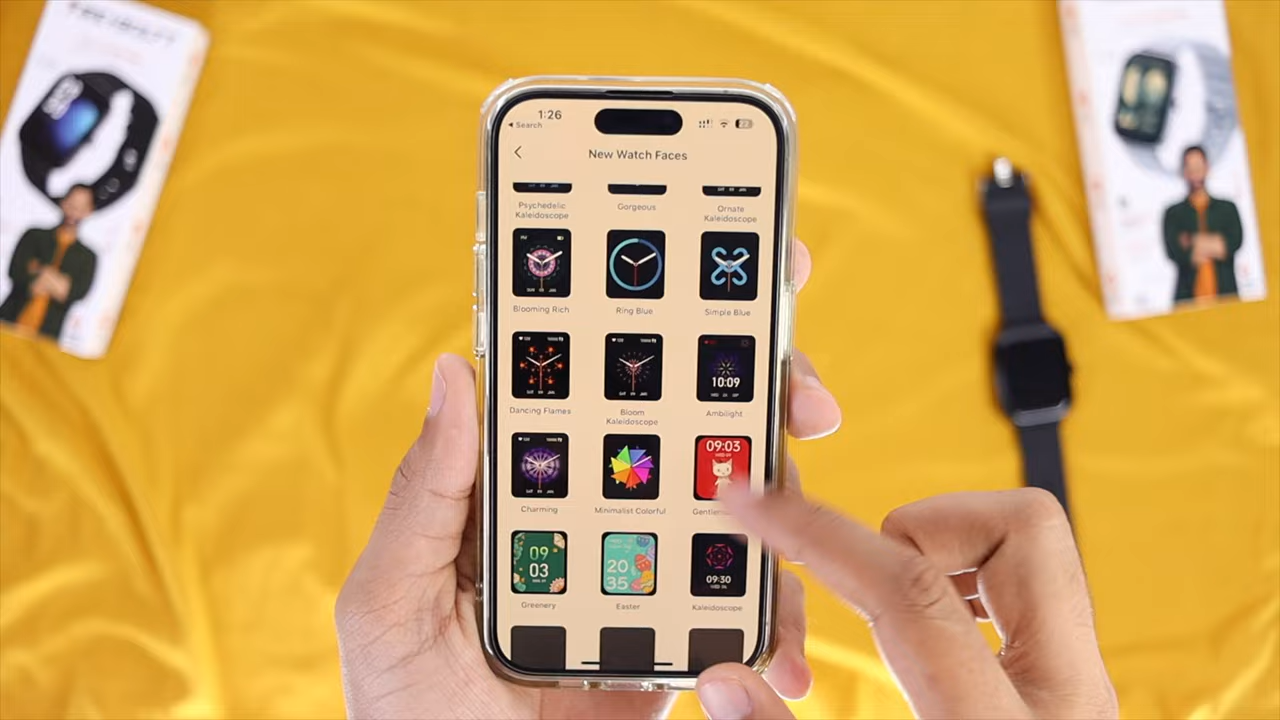 1:26
◂ Search
22
New Watch Faces
Psychedelic
Kaleidoscope
Gorgeous
Ornate
Kaleidoscope
Blooming Rich
Ring Blue
Simple Blue
10:09
Dancing Flames
Bloom
Kaleidoscope
Ambilight
09:03
Charming
Minimalist Colorful
09
03
20
35
09:30
Greenery
Easter
Kaleidoscope